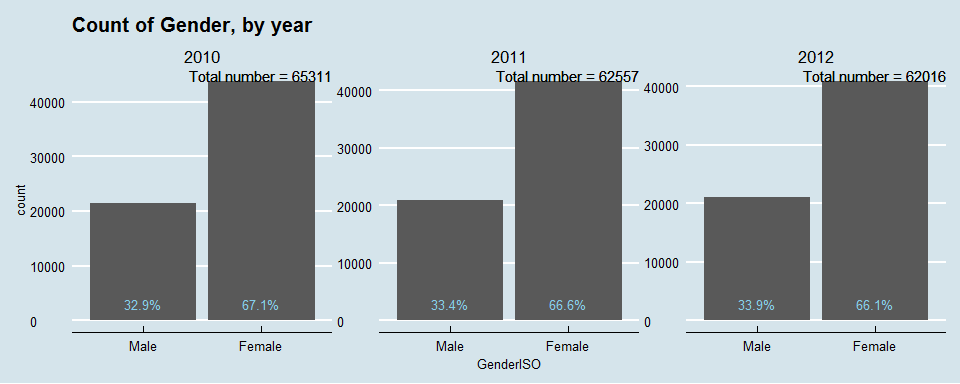 Count of Gender, by year
2010
Total number = 65311
40000
30000
20000
10000
0
count
32.9%
67.1%
Male
Female
2011
Total number = 62557
40000
30000
20000
10000
0
33.4%
66.6%
Male
Female
GenderISO
2012
Total number = 62016
40000
30000
20000
10000
0
33.9%
66.1%
Male
Female